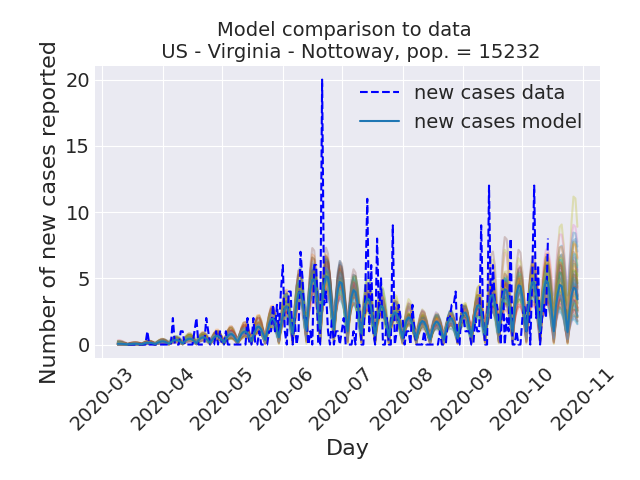 Model comparison to data
US - Virginia - Nottoway, pop. = 15232
Number of new cases reported
20
15
10
5
0
new cases data
new cases model
2020-03
2020-04
2020-05
2020-06
2020-07
2020-08
2020-09
2020-10
2020-11
Day